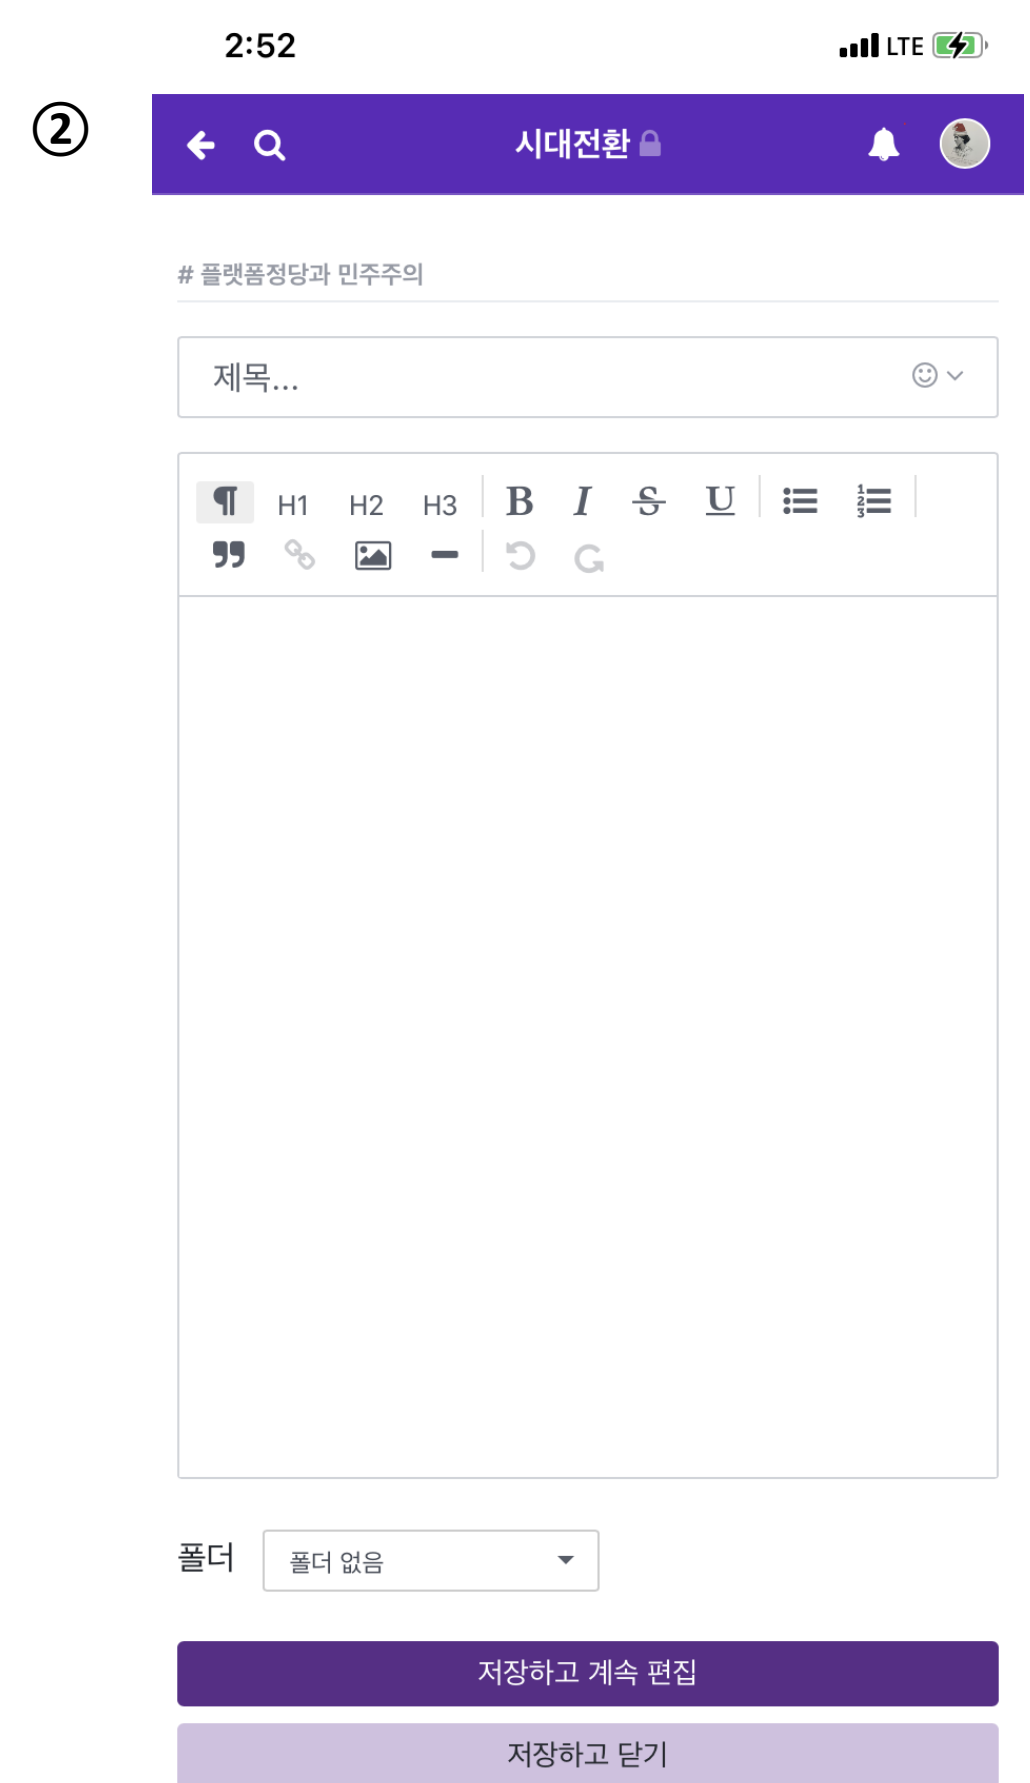 2:52
LTE
②
시대전환
# 플랫폼정당과 민주주의
제목...
¶ H1 H2 H3 B I S U
폴더
폴더 없음
저장하고 계속 편집
저장하고 닫기